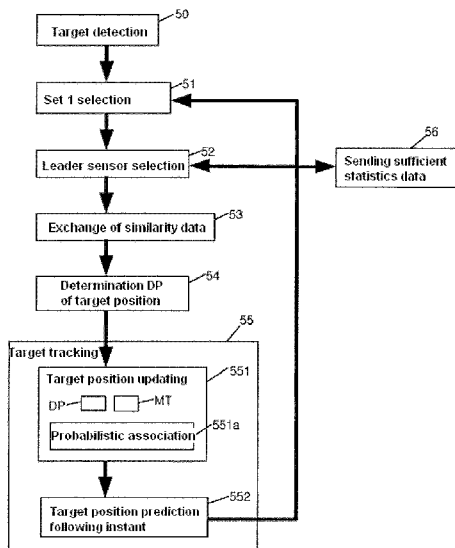 50
Target detection
51
Set 1 selection
52
Leader sensor selection
56
Sending sufficient
statistics data
53
Exchange of similarity data
54
Determination DP
of target position
55
Target tracking
551
Target position updating
DP
MT
Probabilistic association
551a
552
Target position prediction
following instant